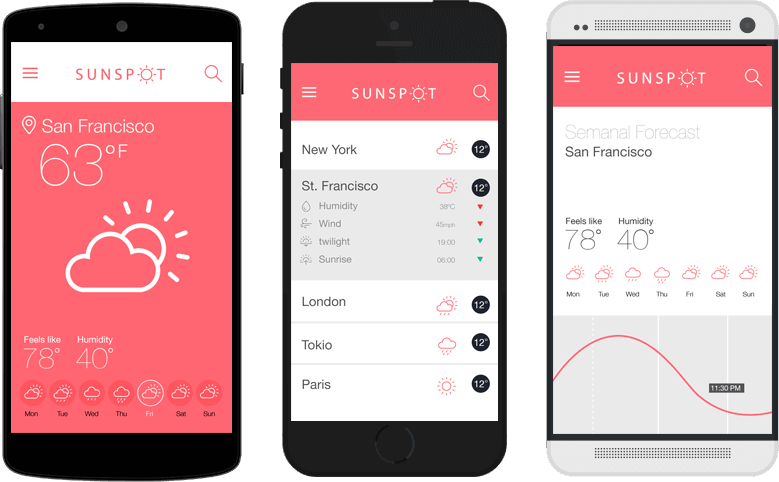 SUNSPOT
San Francisco
63°F
Feels like Humidity
78° 40°
Mon Tue Wed Thu Fri Sat Sun
SUNSPOT
New York 12°
St. Francisco 12°
Humidity 38ºC
Wind 45mph
twilight 19:00
Sunrise 06:00
London 12°
Tokio 12°
Paris 12°
SUNSPOT
Semanal Forecast
San Francisco
Feels like Humidity
78° 40°
Mon Tue Wed Thu Fri Sat Sun
11:30 PM